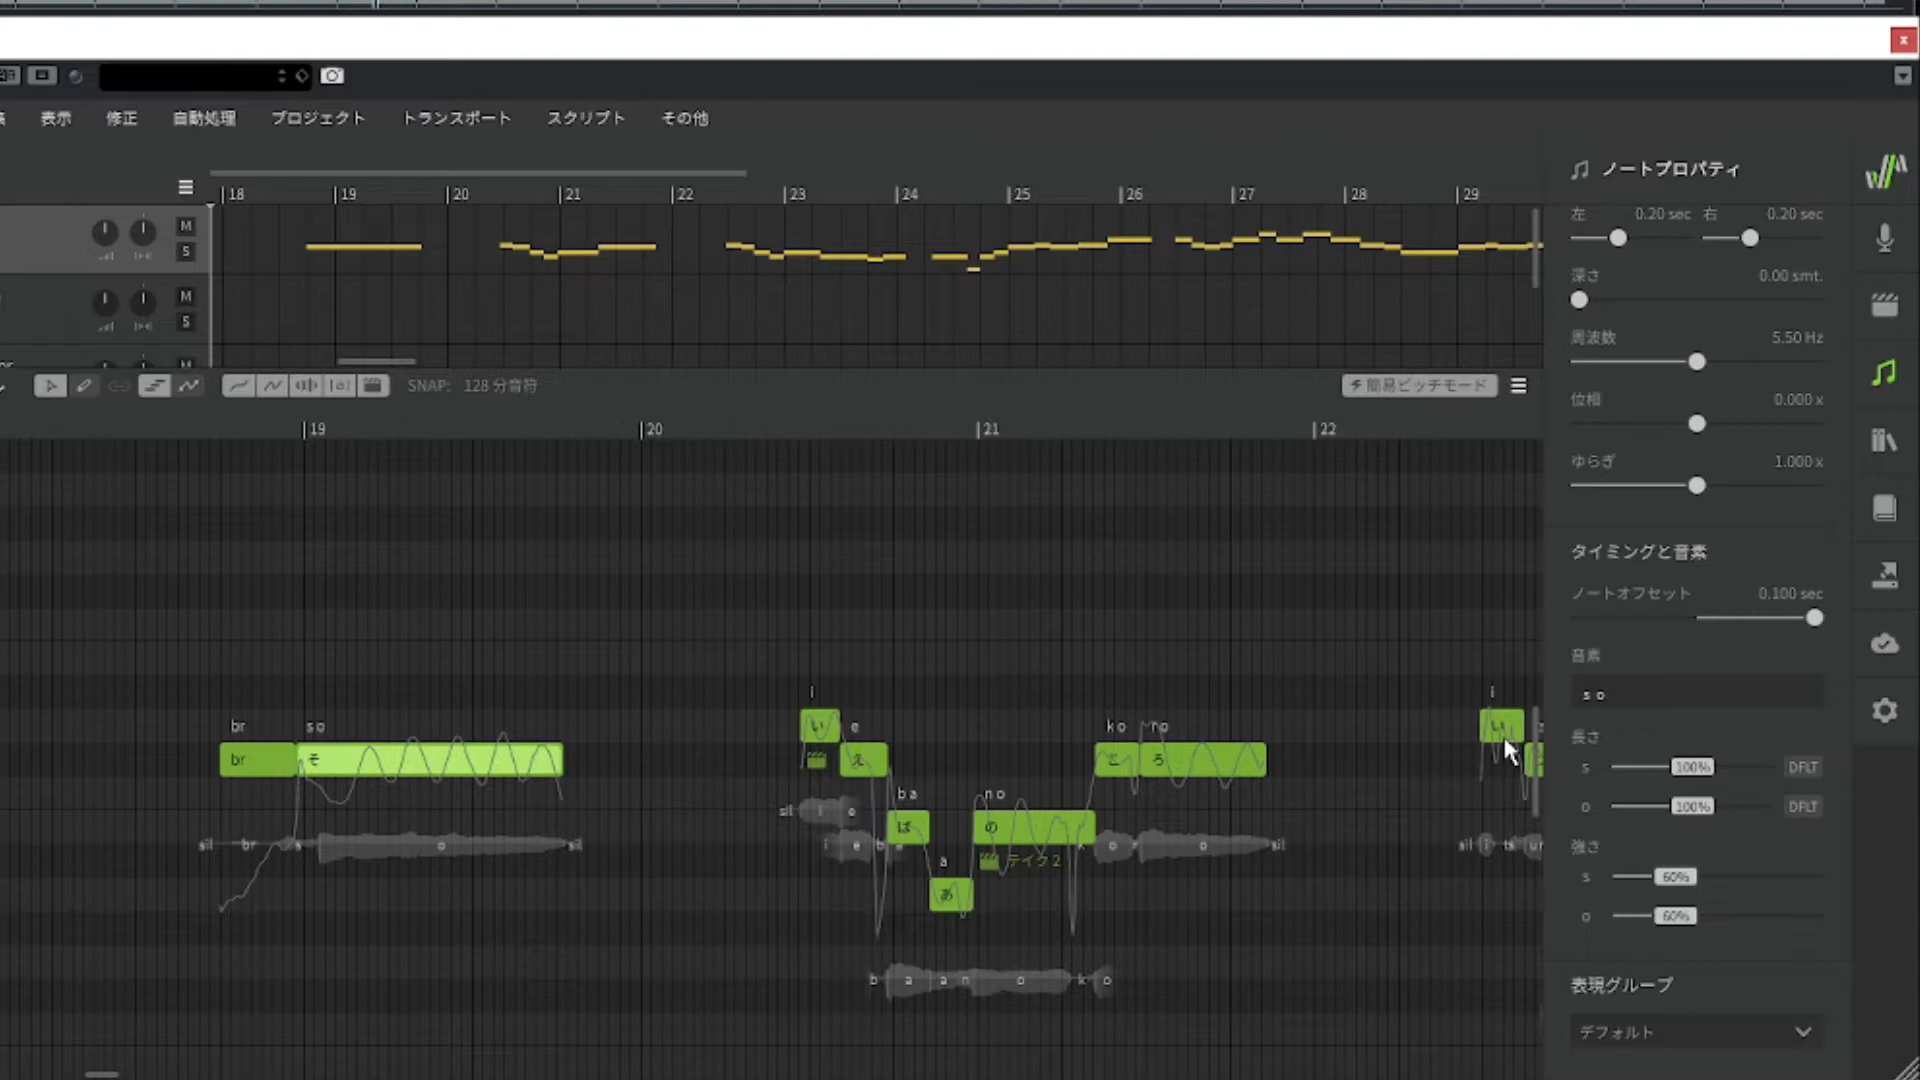 表示 修正 自動処理 プロジェクト トランスポート スクリプト その他
ノートプロパティ
18 19 20 21 22 23 24 25 26 27 28 29
左 0.20 sec 右 0.20 sec
M
S
深さ 0.00 smt.
M
S
周波数 5.50 Hz
SNAP: 128 分音符
簡易ピッチモード
位相 0.000 x
19 20 21 22
ゆらぎ 1.000 x
タイミングと音素
ノートオフセット 0.100 sec
音素
s o
i
i
br
s o
e
k o
r o
い
い
br
そ
え
こ
ろ
長さ
s 100% DFLT
b a
n o
o 100% DFLT
sil i e
ば
の
sil br s o sil
i e b a
k o r o sil
sil i ts
強さ
a
テイク 2
s 60%
あ
o 60%
b a a n o k o
表現グループ
デフォルト